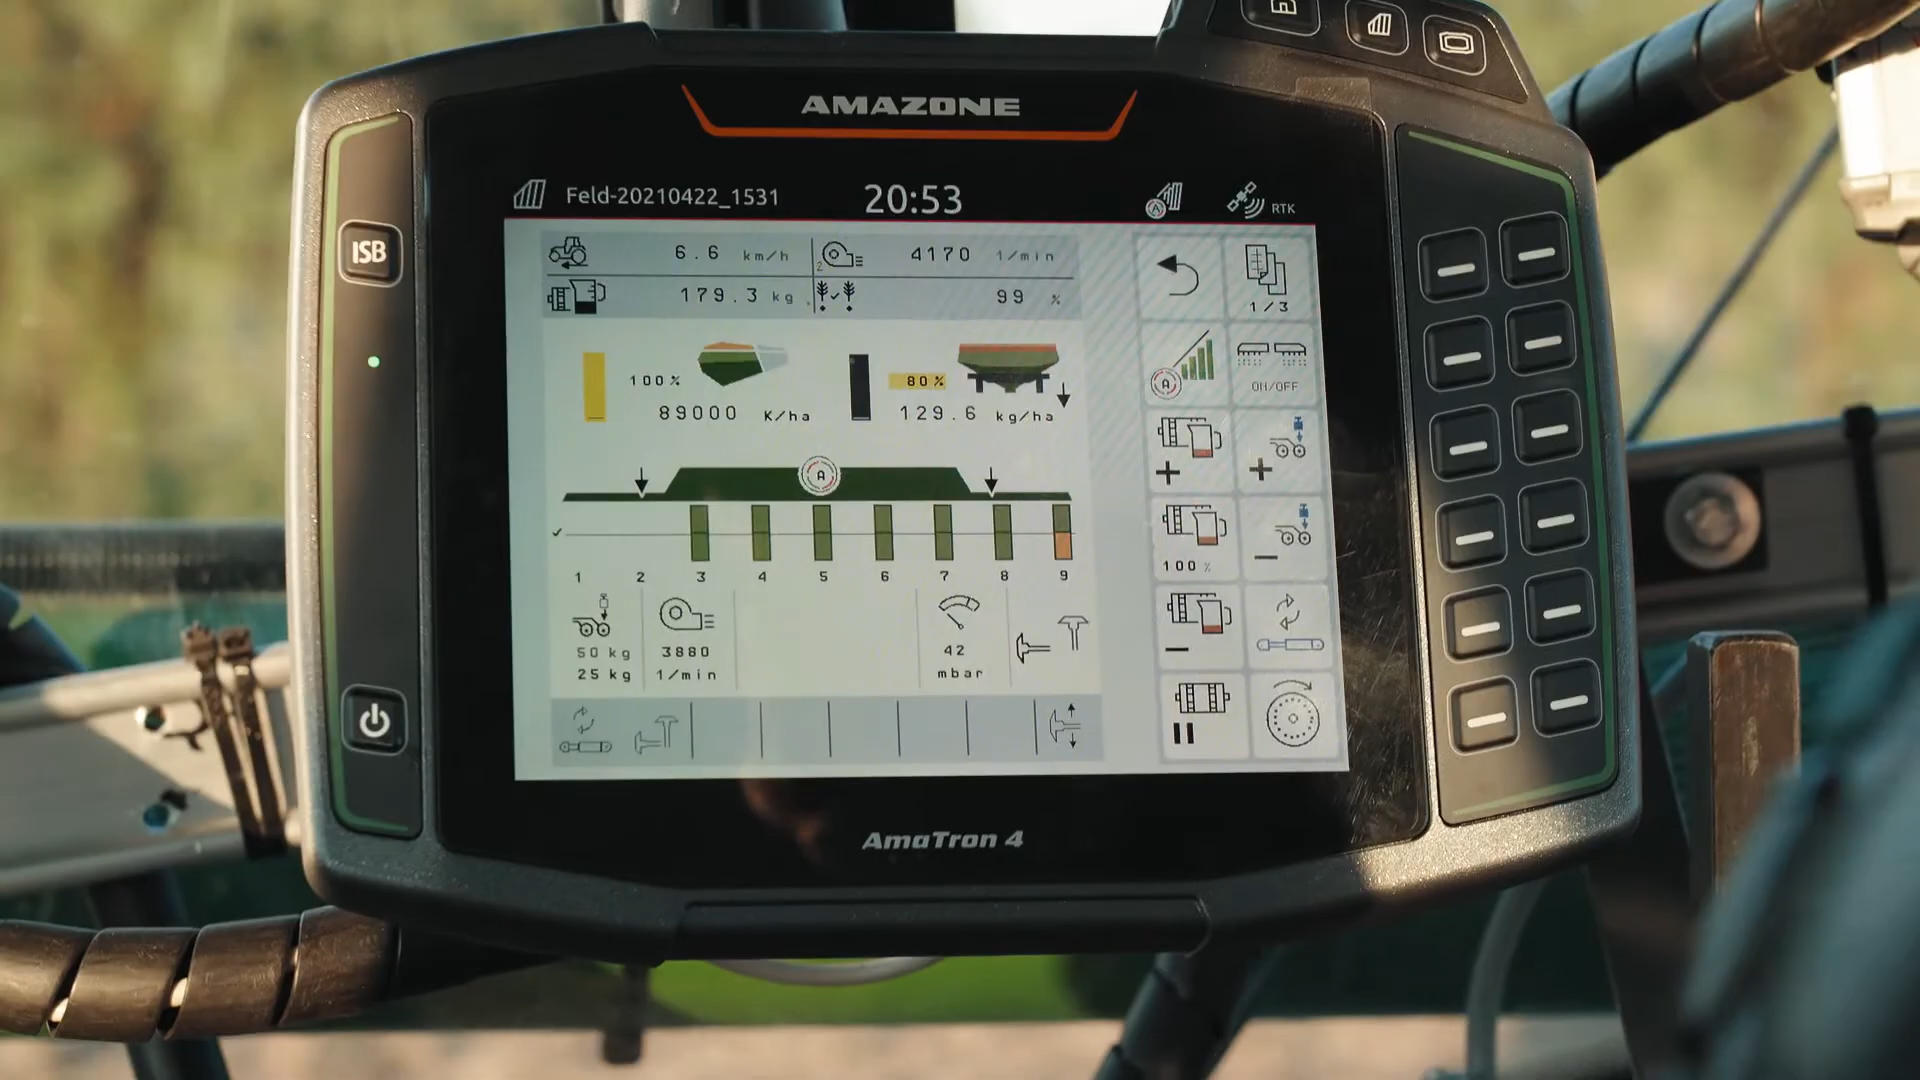 AMAZONE
Feld-20210422_1531 20:53 RTK
ISB
6.6 km/h 2 4170 1/min
179.3 kg 99 %
1/3
100% 80%
89000 K/ha 129.6 kg/ha
A
ON/OFF
A
+ +
100 %
1 2 3 4 5 6 7 8 9
50 kg 3880 42
25 kg 1/min mbar
AmaTron 4